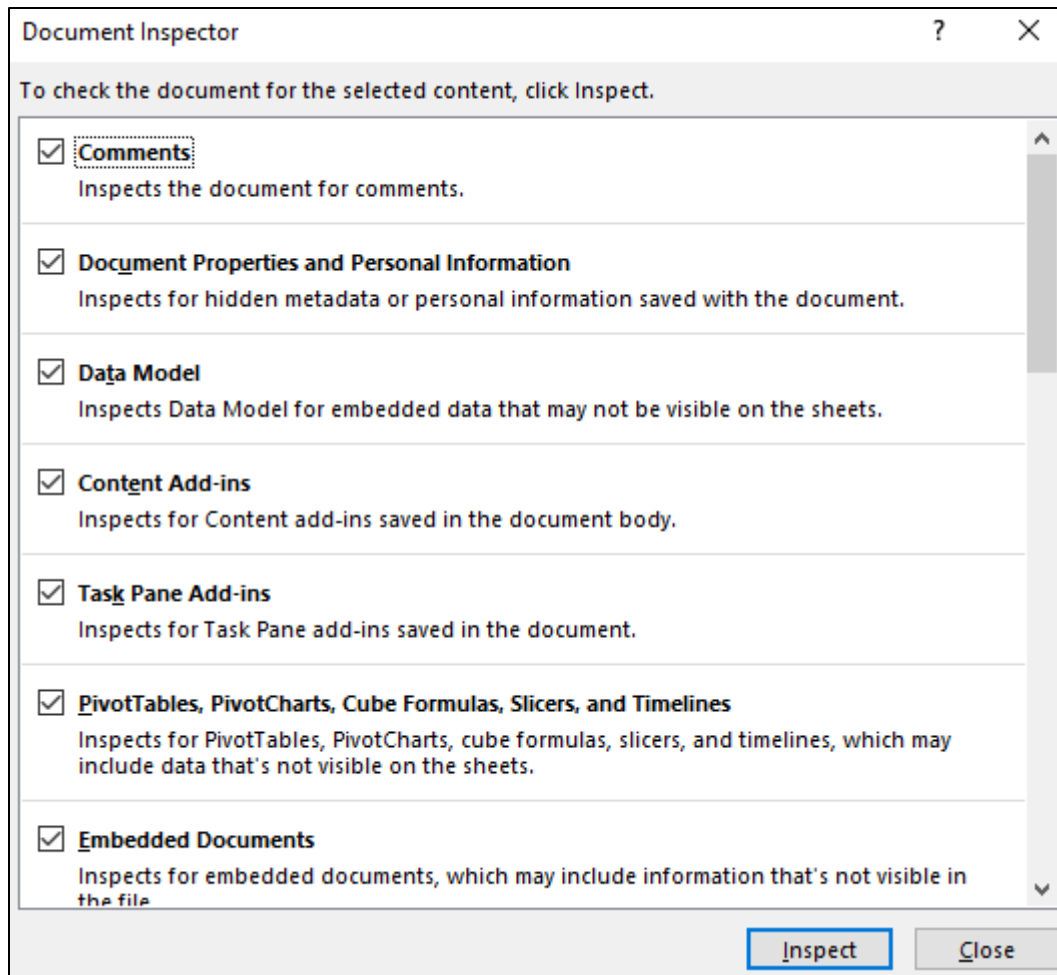 Document Inspector ?
To check the document for the selected content, click Inspect.
Comments
Inspects the document for comments.
Document Properties and Personal Information
Inspects for hidden metadata or personal information saved with the document.
Data Model
Inspects Data Model for embedded data that may not be visible on the sheets.
Content Add-ins
Inspects for Content add-ins saved in the document body.
Task Pane Add-ins
Inspects for Task Pane add-ins saved in the document.
PivotTables, PivotCharts, Cube Formulas, Slicers, and Timelines
Inspects for PivotTables, PivotCharts, cube formulas, slicers, and timelines, which may
include data that's not visible on the sheets.
Embedded Documents
Inspects for embedded documents, which may include information that's not visible in
the file.
Inspect Close